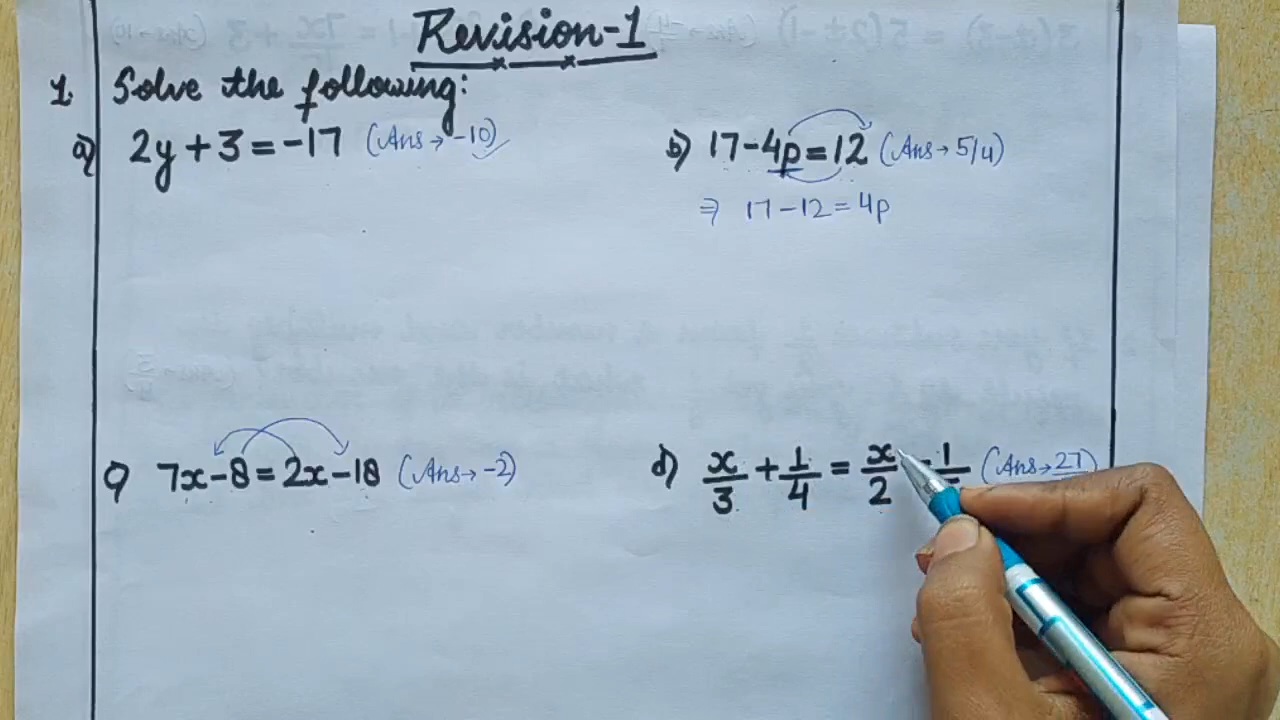 Revision-1
1. Solve the following:
a) 2y + 3 = -17 (Ans → -10)
b) 17 - 4p = 12 (Ans → 5/4)
⇒ 17 - 12 = 4p
c) 7x - 8 = 2x - 18 (Ans → -2)
d) x/3 + 1/4 = x/2 1 (Ans → 27